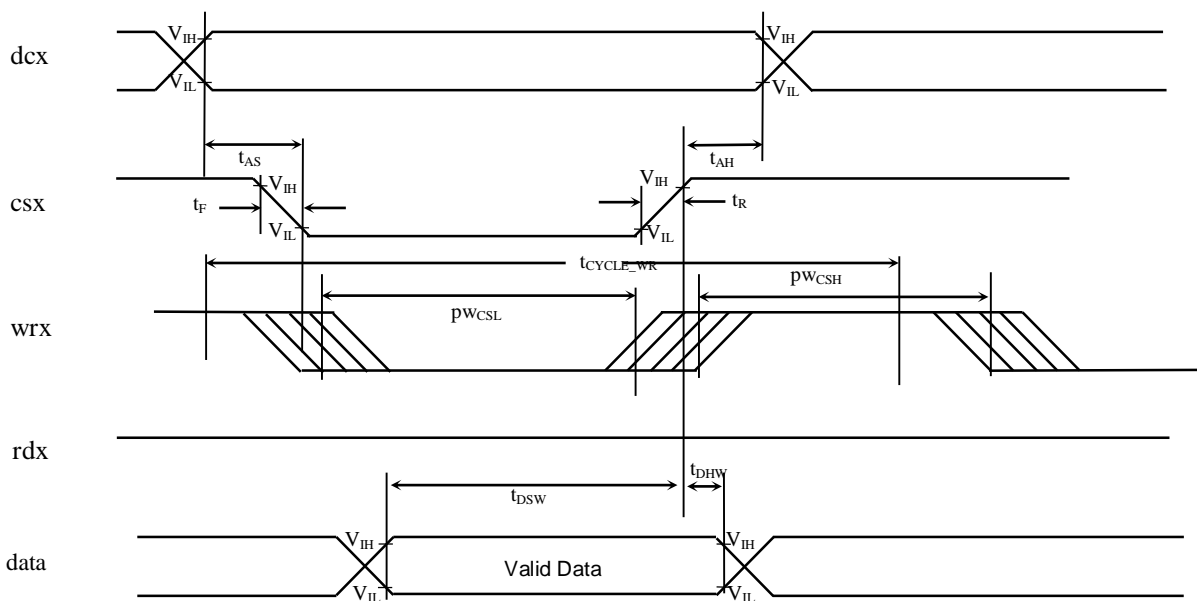 dcx
V_IH
V_IL
V_IH
V_IL
t_AS
t_AH
csx
V_IH
V_IL
t_F
V_IH
V_IL
t_R
t_CYCLE_WR
wrx
pw_CSL
pw_CSH
rdx
t_DSW
t_DHW
data
V_IH
V_IL
Valid Data
V_IH
V_IL